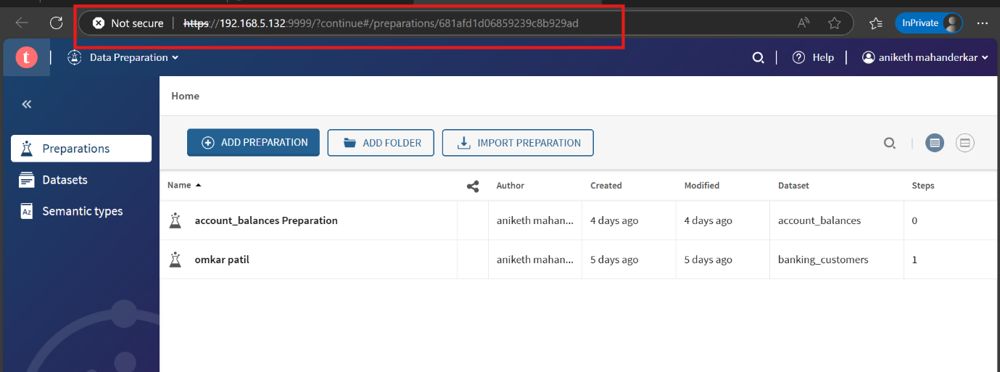 Not secure https://192.168.5.132:9999/?continue#/preparations/681afd1d06859239c8b929ad A)) InPrivate
t Data Preparation Help aniketh mahanderkar
Home
Preparations
Datasets
Az Semantic types
ADD PREPARATION ADD FOLDER IMPORT PREPARATION
Name Author Created Modified Dataset Steps
account_balances Preparation aniketh mahan... 4 days ago 4 days ago account_balances 0
omkar patil aniketh mahan... 5 days ago 5 days ago banking_customers 1